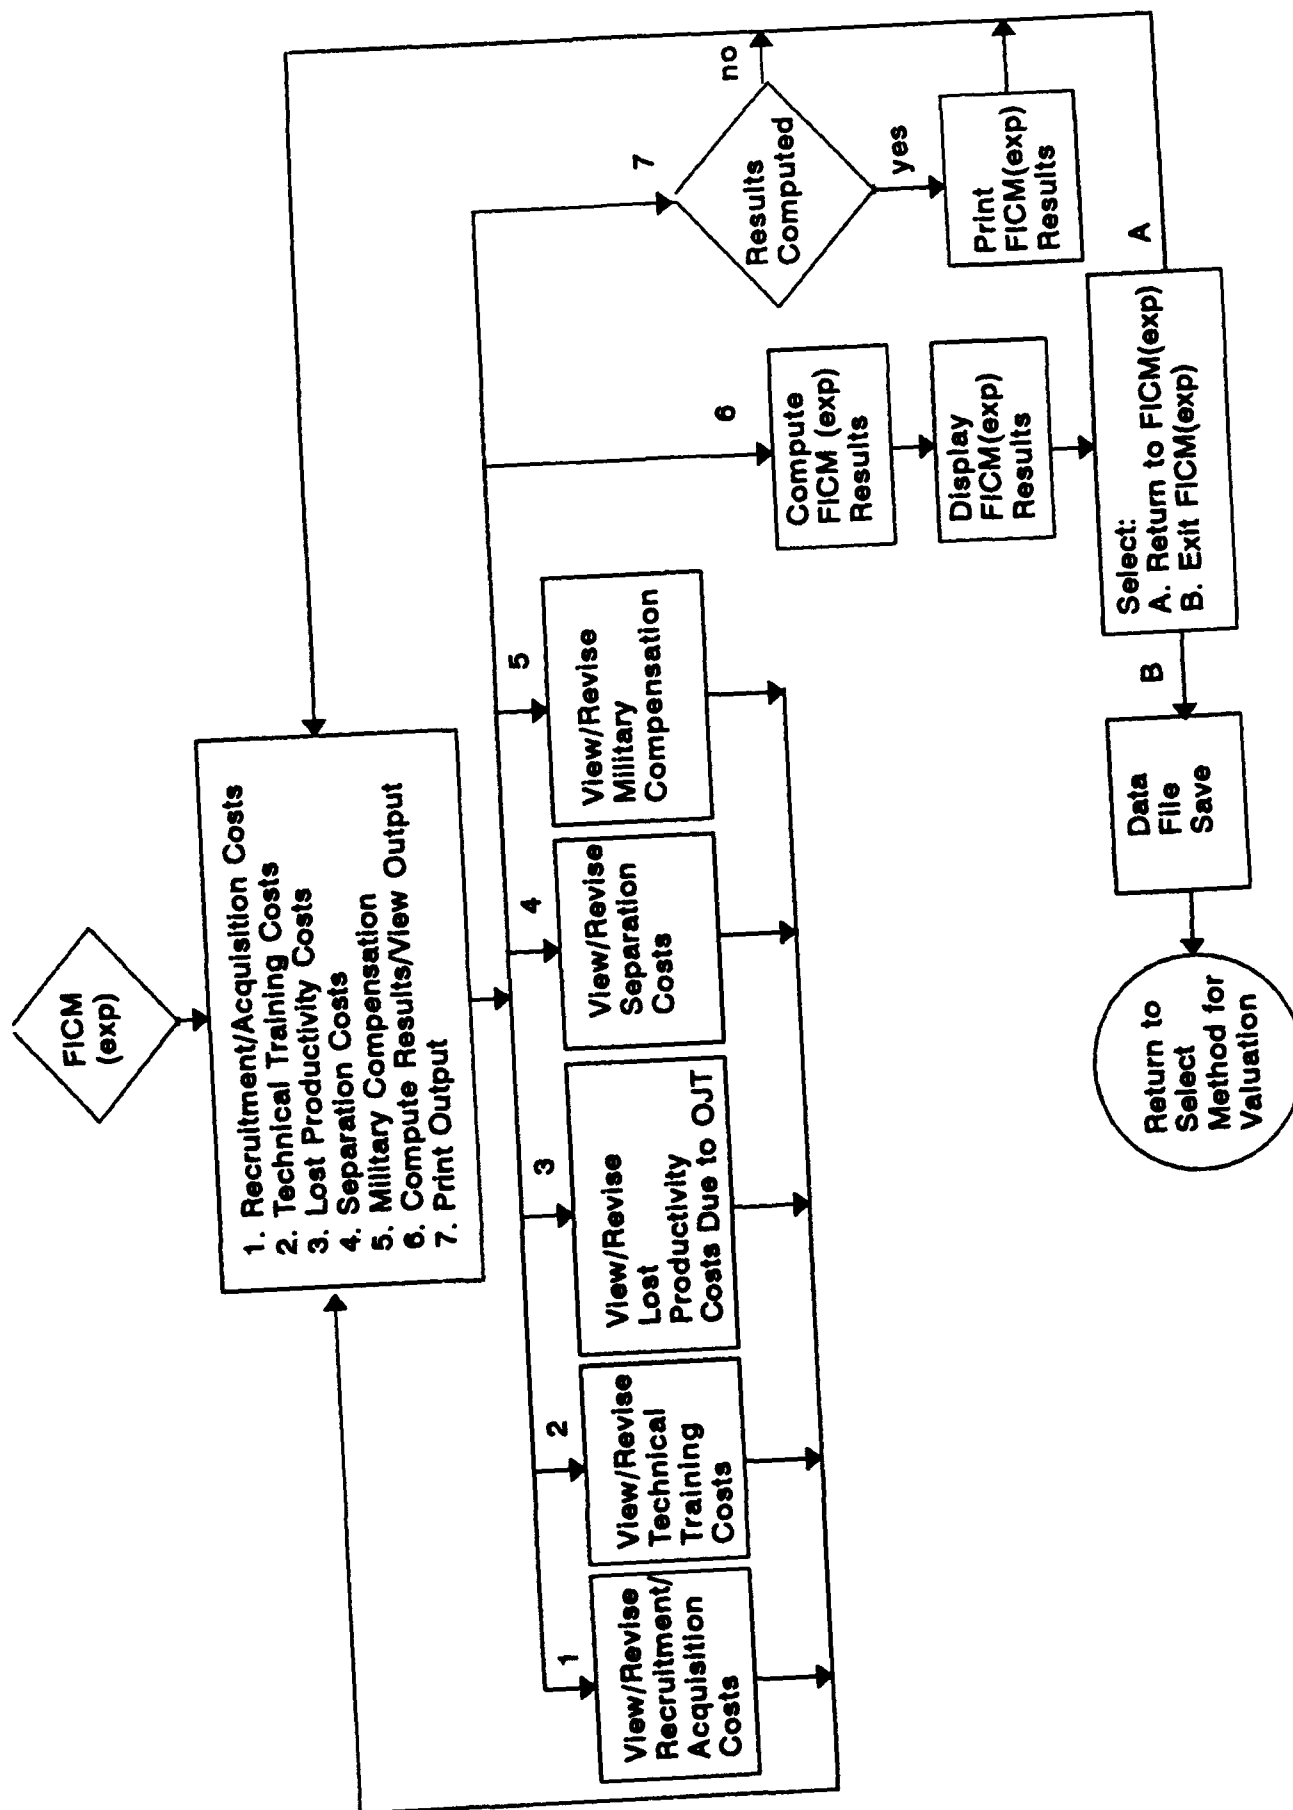 FICM
(exp)
1. Recruitment/Acquisition Costs
2. Technical Training Costs
3. Lost Productivity Costs
4. Separation Costs
5. Military Compensation
6. Compute Results/View Output
7. Print Output
1
2
3
4
5
6
7
View/Revise
Recruitment/
Acquisition
Costs
View/Revise
Technical
Training
Costs
View/Revise
Lost
Productivity
Costs Due to OJT
View/Revise
Separation
Costs
View/Revise
Military
Compensation
Compute
FICM (exp)
Results
Display
FICM(exp)
Results
Results
Computed
no
yes
Print
FICM(exp)
Results
Select:
A. Return to FICM(exp)
B. Exit FICM(exp)
A
B
Data
File
Save
Return to
Select
Method for
Valuation